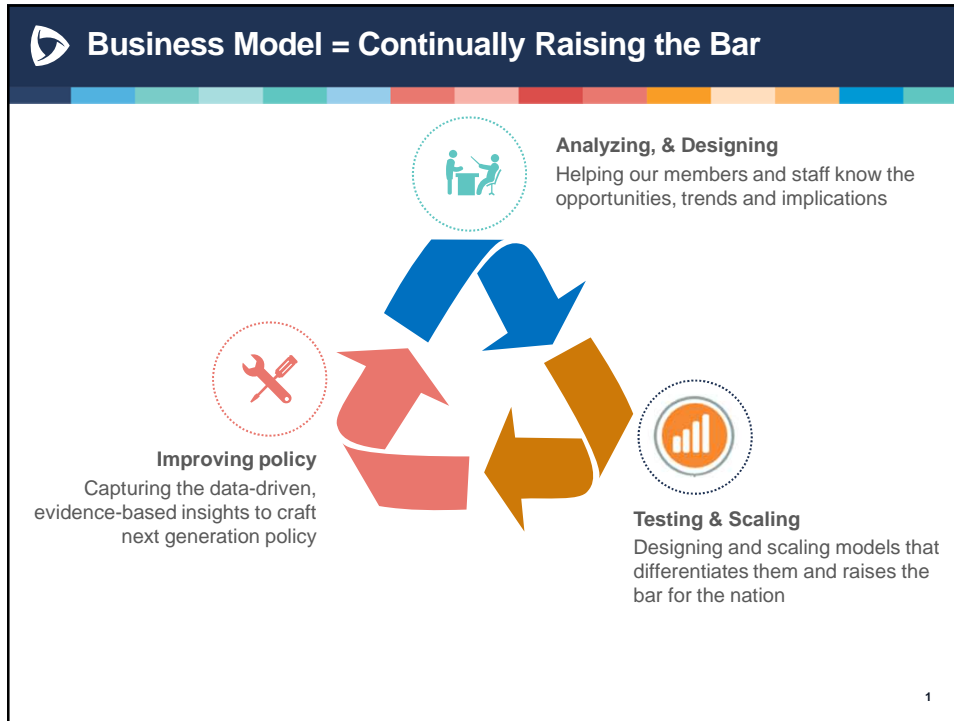 Business Model = Continually Raising the Bar
Analyzing, & Designing
Helping our members and staff know the
opportunities, trends and implications
Improving policy
Capturing the data-driven,
evidence-based insights to craft
next generation policy
Testing & Scaling
Designing and scaling models that
differentiates them and raises the
bar for the nation
1